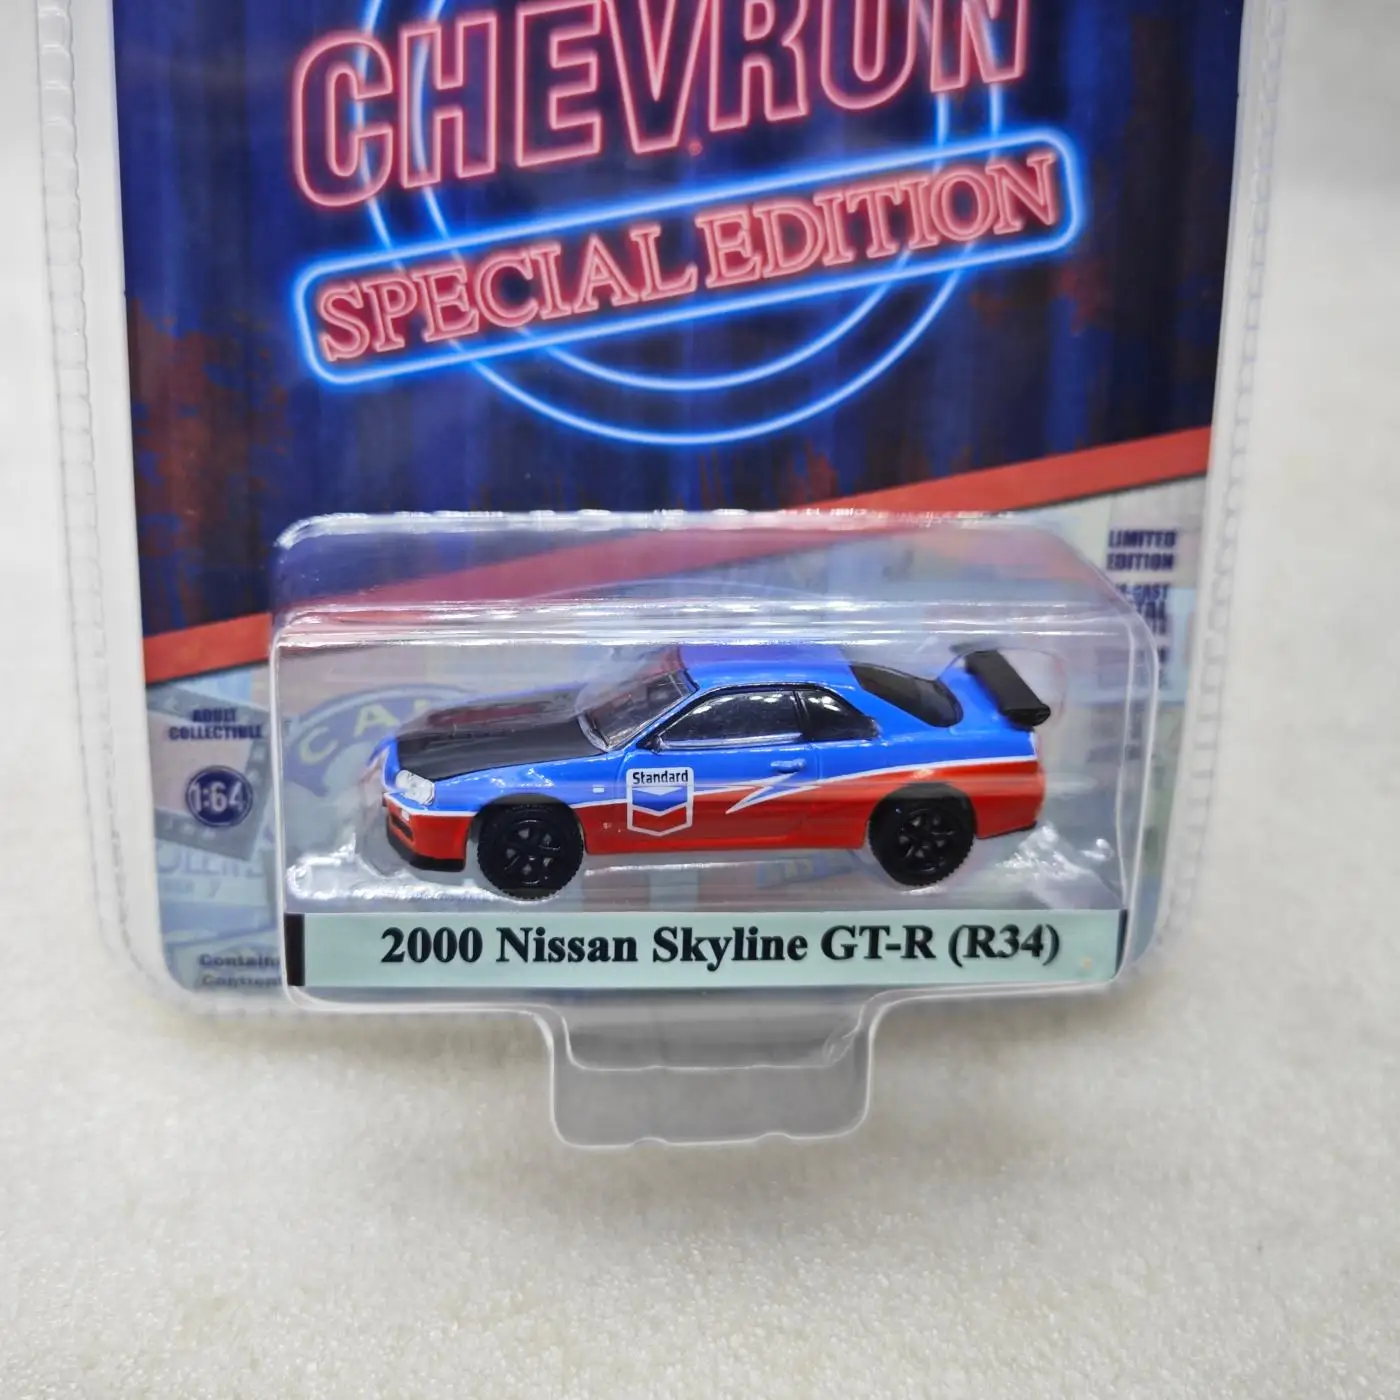 CHEVRON
SPECIAL EDITION
LIMITED
EDITION
ADULT
COLLECTIBLE
1:64
Standard
2000 Nissan Skyline GT-R (R34)